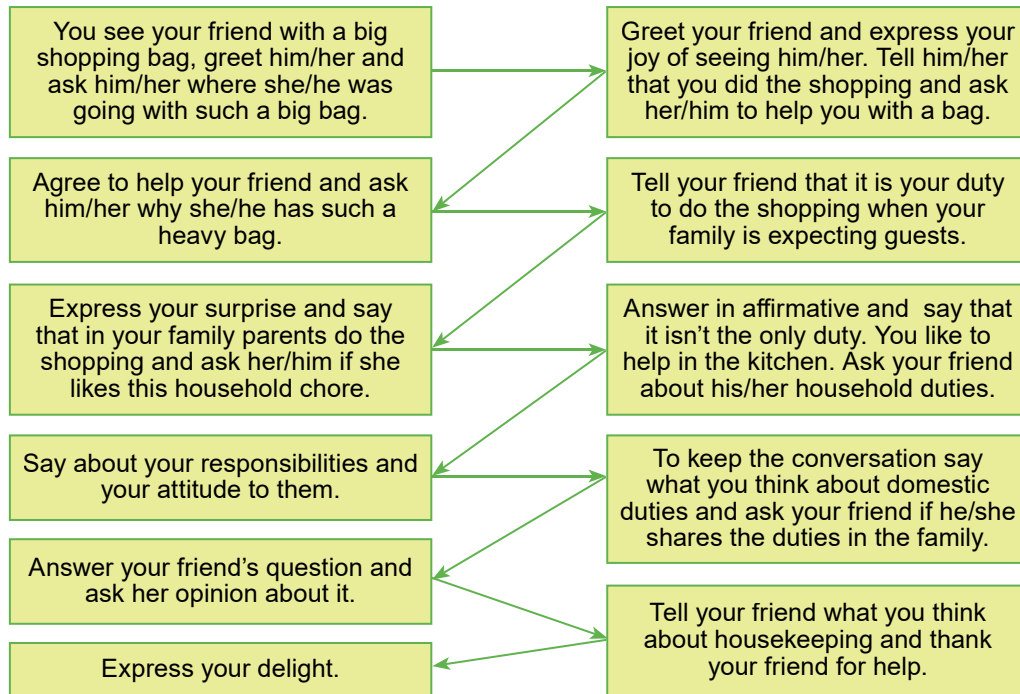 You see your friend with a big
shopping bag, greet him/her and
ask him/her where she/he was
going with such a big bag.
Greet your friend and express your
joy of seeing him/her. Tell him/her
that you did the shopping and ask
her/him to help you with a bag.
Agree to help your friend and ask
him/her why she/he has such a
heavy bag.
Tell your friend that it is your duty
to do the shopping when your
family is expecting guests.
Express your surprise and say
that in your family parents do the
shopping and ask her/him if she
likes this household chore.
Answer in affirmative and say that
it isn’t the only duty. You like to
help in the kitchen. Ask your friend
about his/her household duties.
Say about your responsibilities and
your attitude to them.
To keep the conversation say
what you think about domestic
duties and ask your friend if he/she
shares the duties in the family.
Answer your friend’s question and
ask her opinion about it.
Tell your friend what you think
about housekeeping and thank
your friend for help.
Express your delight.